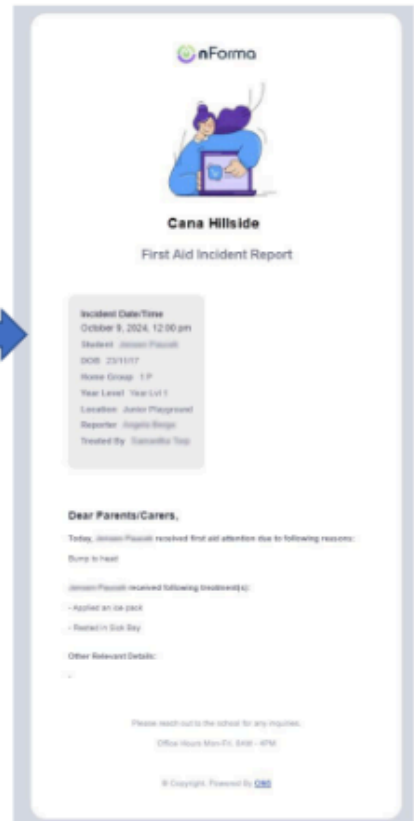 nForma
Cana Hillside
First Aid Incident Report
Incident Date/Time
October 9, 2024, 12:00 pm
Student
DOB 23/11/17
Home Group 1 P
Year Level Year Lvl 1
Location Junior Playground
Reporter
Treated By
Dear Parents/Carers,
Today, received first aid attention due to following reasons:
Bump to head
received following treatment(s):
- Applied an ice pack
- Rested in Sick Bay
Other Relevant Details:
-
Please reach out to the school for any inquiries.
Office Hours Mon-Fri, 8AM - 4PM
© Copyright. Powered By